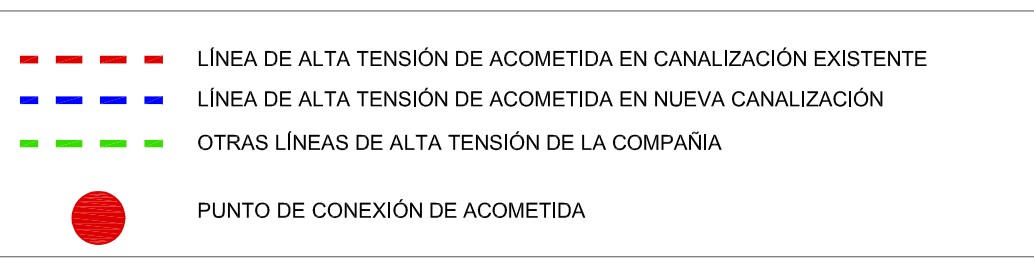 LÍNEA DE ALTA TENSIÓN DE ACOMETIDA EN CANALIZACIÓN EXISTENTE
LÍNEA DE ALTA TENSIÓN DE ACOMETIDA EN NUEVA CANALIZACIÓN
OTRAS LÍNEAS DE ALTA TENSIÓN DE LA COMPAÑIA
PUNTO DE CONEXIÓN DE ACOMETIDA